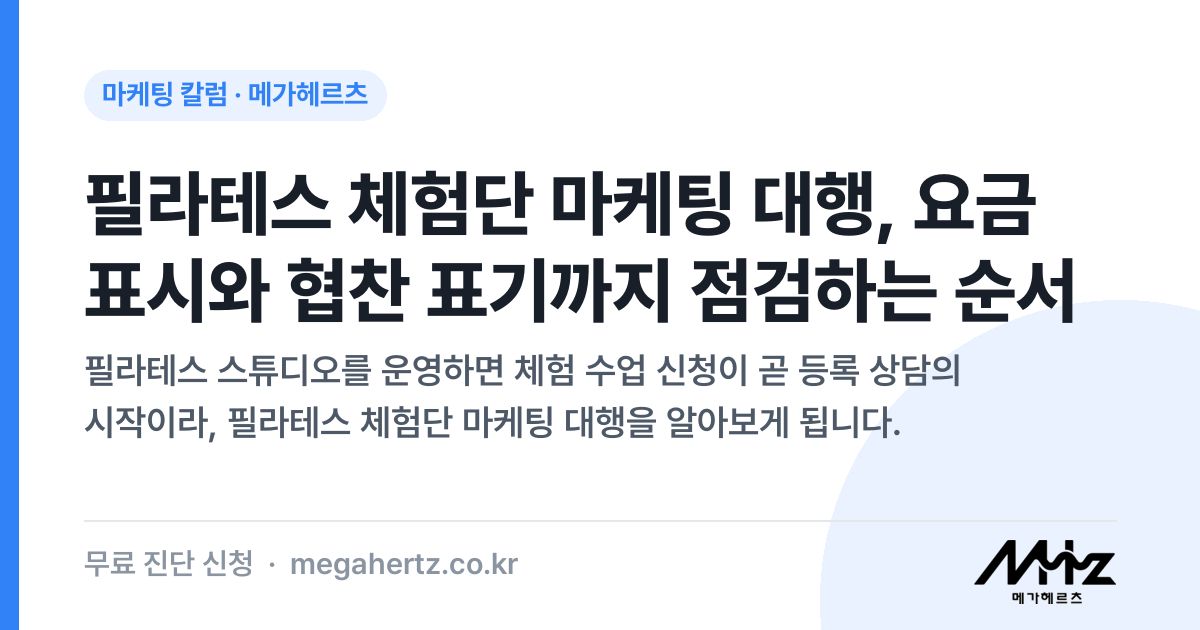 마케팅 칼럼 · 메가헤르츠
필라테스 체험단 마케팅 대행, 요금
표시와 협찬 표기까지 점검하는 순서
필라테스 스튜디오를 운영하면 체험 수업 신청이 곧 등록 상담의
시작이라, 필라테스 체험단 마케팅 대행을 알아보게 됩니다.
무료 진단 신청 · megahertz.co.kr
MHz
메가헤르츠